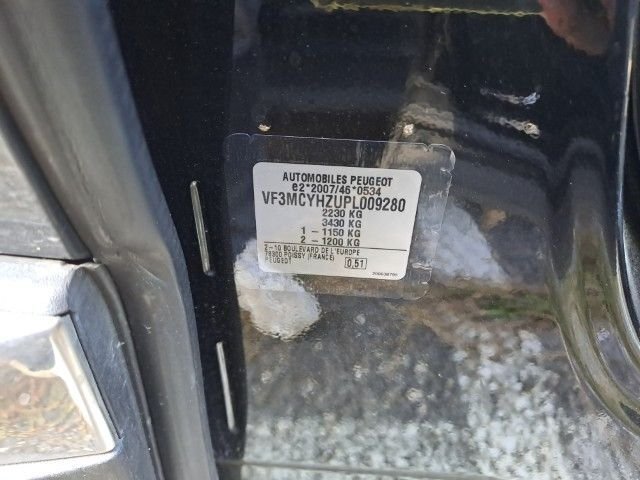 AUTOMOBILES PEUGEOT
e2*2007/46*0534
VF3MCYHZUPL009280
2230 KG
3430 KG
1 - 1150 KG
2 - 1200 KG
2-10 BOULEVARD DE L'EUROPE
78300 POISSY (FRANCE)
PEUGEOT
0.51